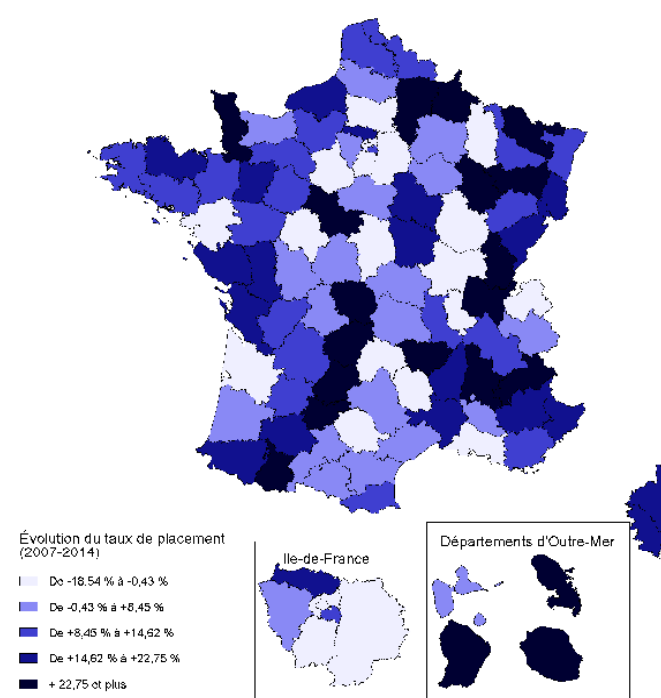 Évolution du taux de placement
(2007-2014)
De -18,54 % à -0,43 %
De -0,43 % à +8,45 %
De +8,45 % à +14,62 %
De +14,62 % à +22,75 %
+ 22,75 et plus
Ile-de-France
Départements d'Outre-Mer